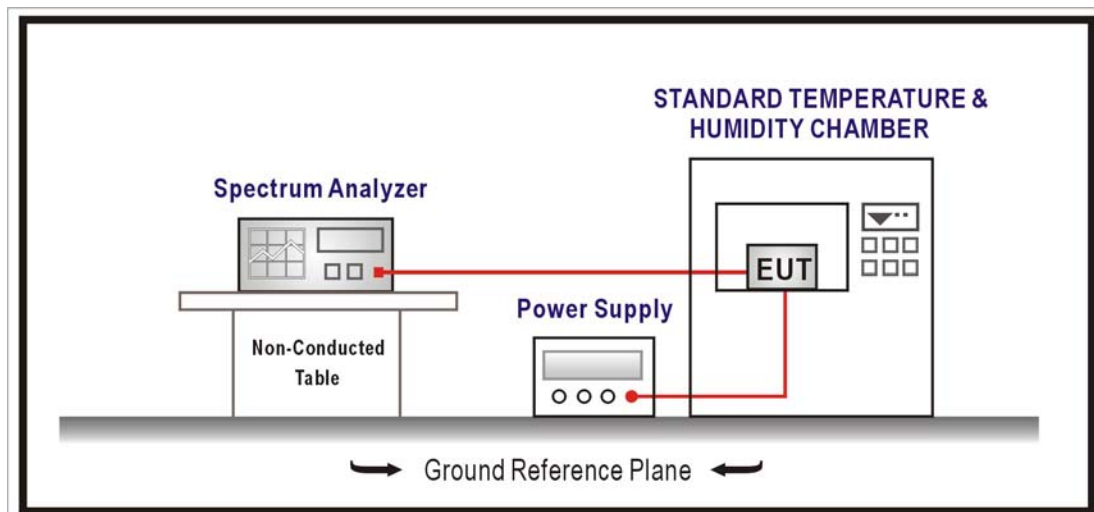 STANDARD TEMPERATURE &
HUMIDITY CHAMBER
Spectrum Analyzer
EUT
Power Supply
Non-Conducted
Table
Ground Reference Plane